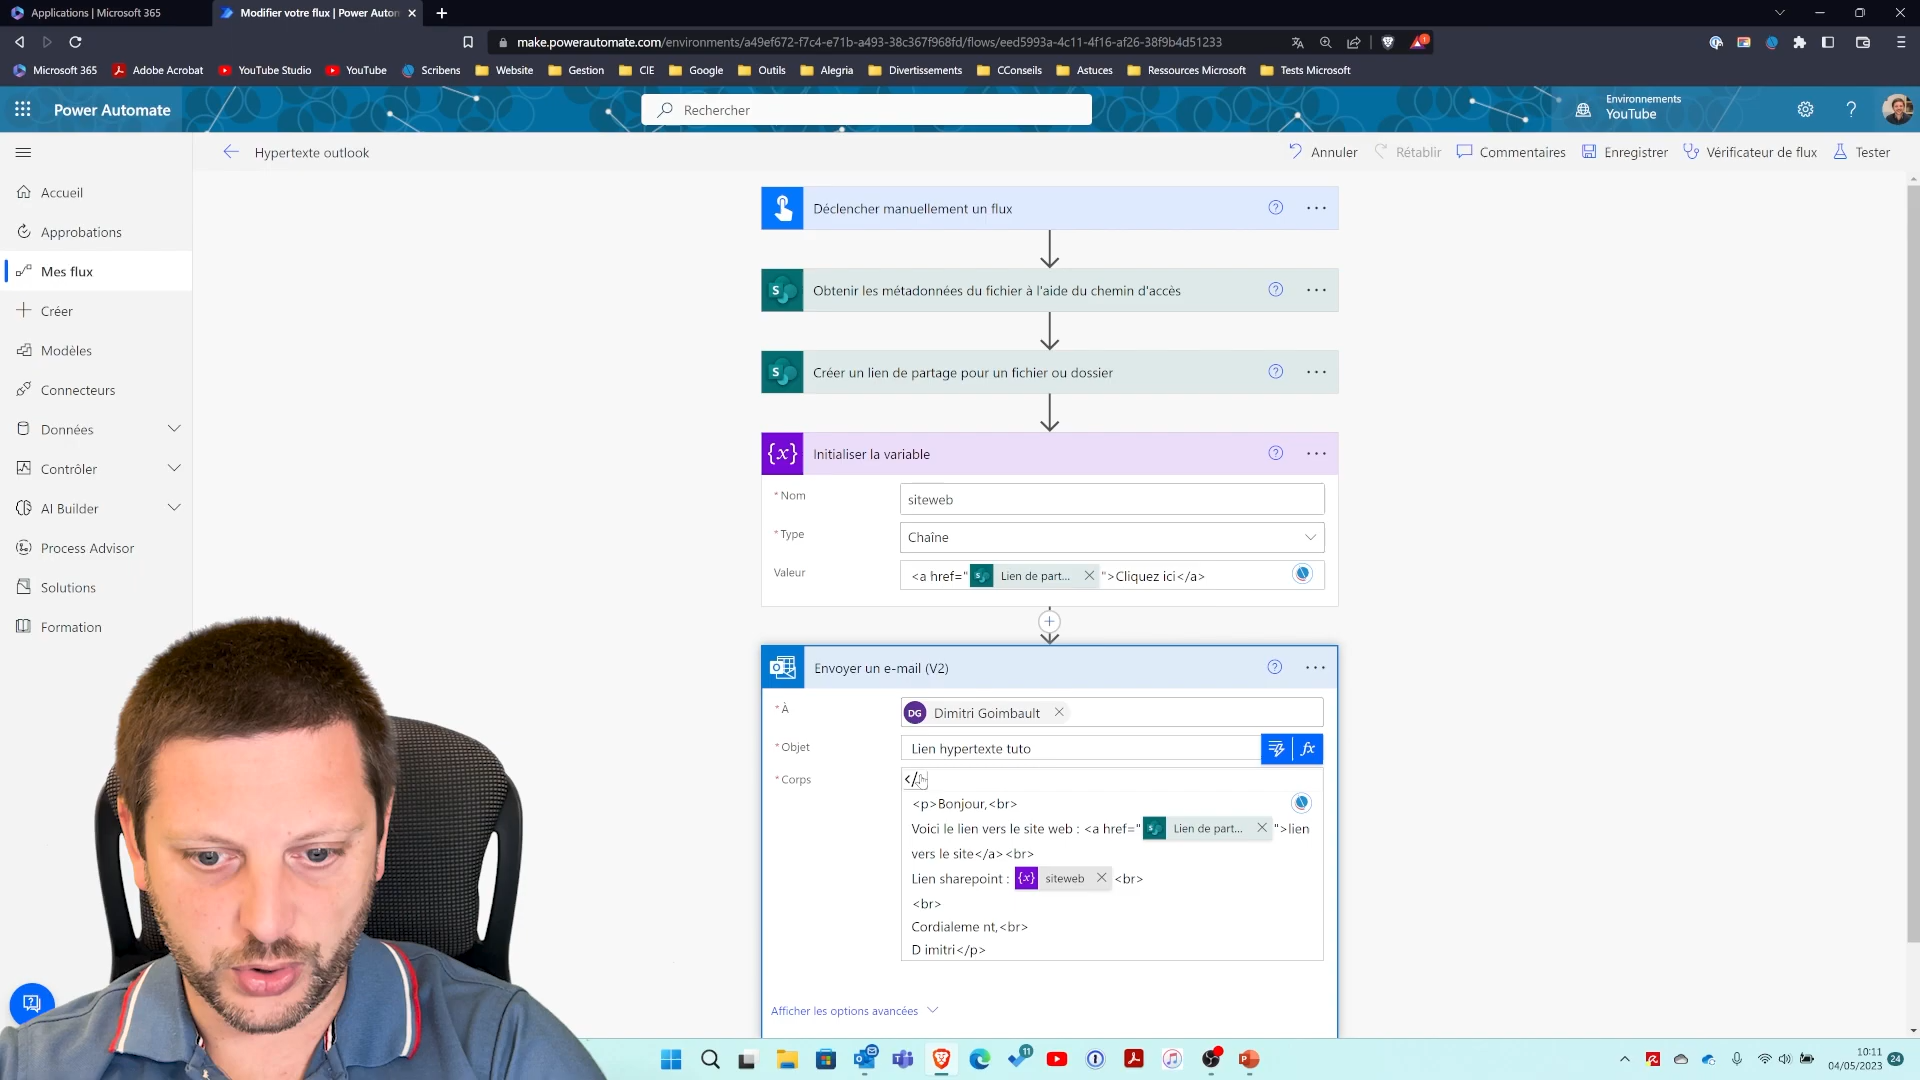 Applications | Microsoft 365
Modifier votre flux | Power Auton
make.powerautomate.com/environments/a49ef672-f7c4-e71b-a493-38c367f968fd/flows/eed5993a-4c11-4f16-af26-38f9b4d51233
Microsoft 365 Adobe Acrobat YouTube Studio YouTube Scribens Website Gestion CIE Google Outils Alegria Divertissements CConseils Astuces Ressources Microsoft Tests Microsoft
Power Automate
Rechercher
Environnements
YouTube
Hypertexte outlook
Annuler Rétablir Commentaires Enregistrer Vérificateur de flux Tester
Accueil
Approbations
Mes flux
Créer
Modèles
Connecteurs
Données
Contrôler
AI Builder
Process Advisor
Solutions
Formation
Déclencher manuellement un flux
Obtenir les métadonnées du fichier à l'aide du chemin d'accès
Créer un lien de partage pour un fichier ou dossier
{x} Initialiser la variable
* Nom siteweb
* Type Chaîne
Valeur <a href=" Lien de part... ">Cliquez ici</a>
Envoyer un e-mail (V2)
* À DG Dimitri Goimbault
* Objet Lien hypertexte tuto fx
* Corps </
<p>Bonjour,<br>
Voici le lien vers le site web : <a href=" Lien de part... ">lien
vers le site</a><br>
Lien sharepoint : {x} siteweb <br>
<br>
Cordialeme nt,<br>
D imitri</p>
Afficher les options avancées
11
10:11
04/05/2023
24